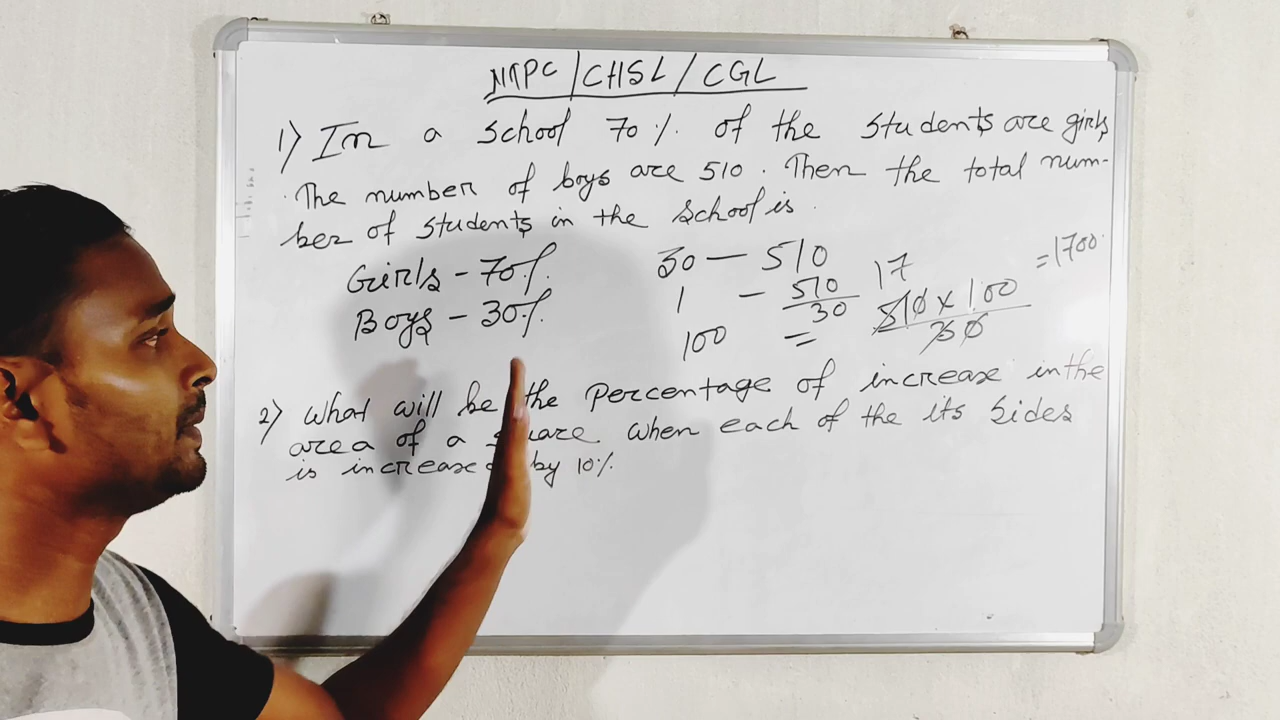 NTPC/CHSL/CGL
1) In a school 70% of the students are girls
. The number of boys are 510. Then the total num-
ber of students in the school is.
Girls - 70%
Boys - 30%
30 — 510
1 — 510/30
100 =
17
510 x 100
30
= 1700
2) What will be the Percentage of increase in the
area of a square. When each of the its Sides
is increased by 10%.